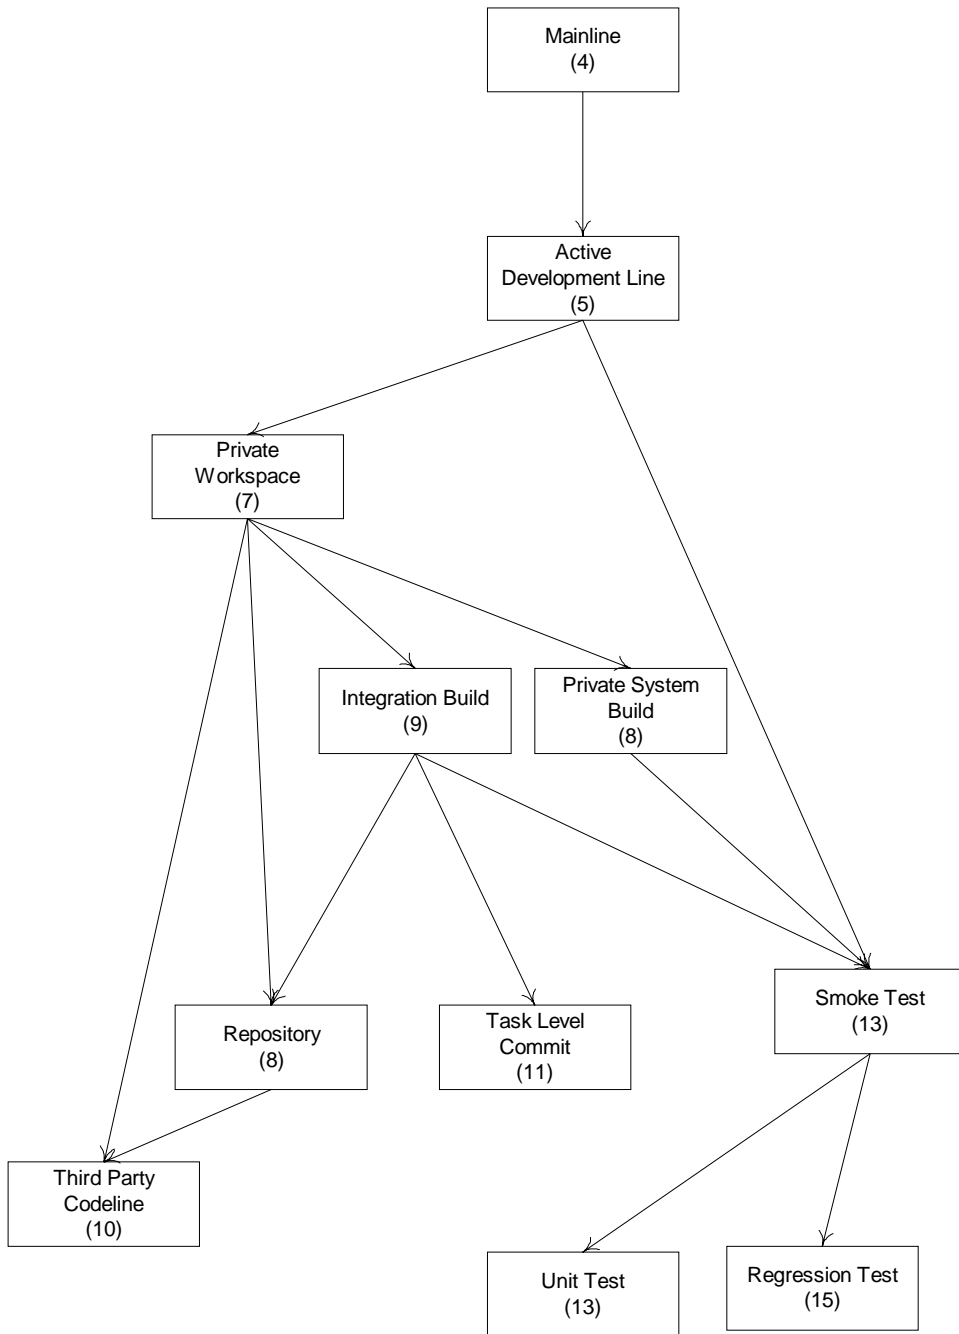 Mainline
(4)
Active
Development Line
(5)
Private
Workspace
(7)
Integration Build
(9)
Private System
Build
(8)
Smoke Test
(13)
Repository
(8)
Task Level
Commit
(11)
Third Party
Codeline
(10)
Unit Test
(13)
Regression Test
(15)